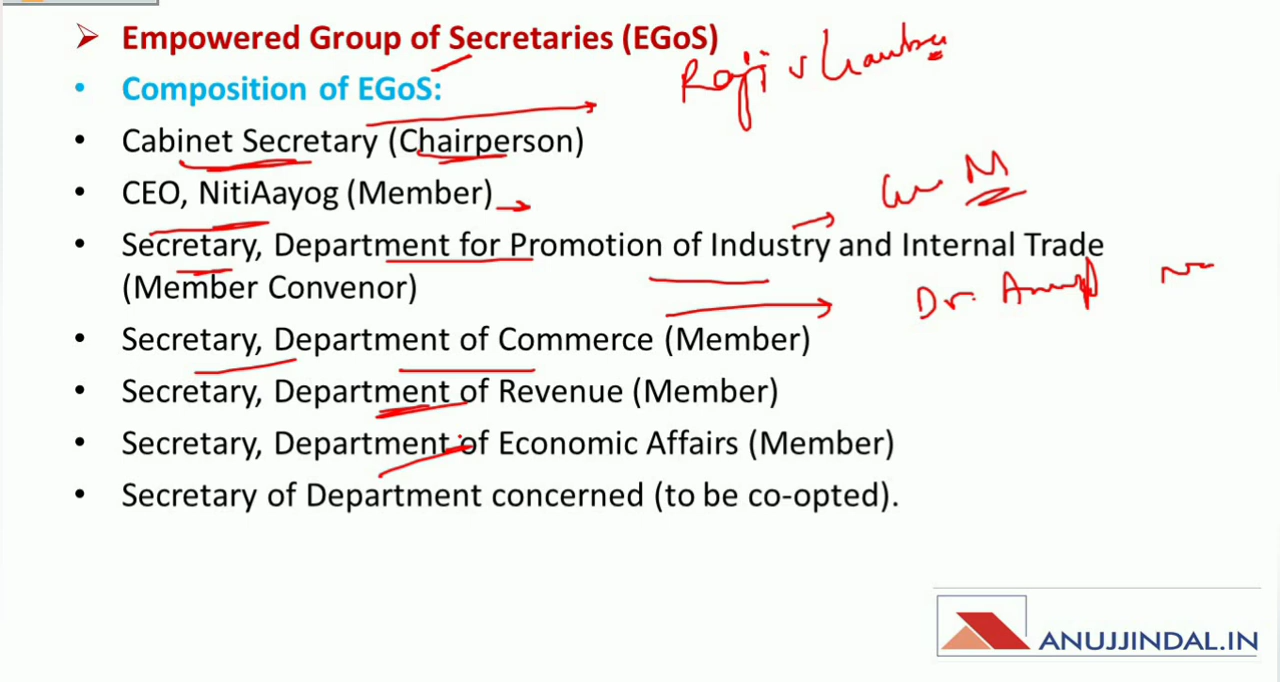 ➢ Empowered Group of Secretaries (EGoS)
• Composition of EGoS:
• Cabinet Secretary (Chairperson)
• CEO, NitiAayog (Member)
• Secretary, Department for Promotion of Industry and Internal Trade
(Member Convenor)
Dr.
• Secretary, Department of Commerce (Member)
• Secretary, Department of Revenue (Member)
• Secretary, Department of Economic Affairs (Member)
• Secretary of Department concerned (to be co-opted).
ANUJJINDAL.IN